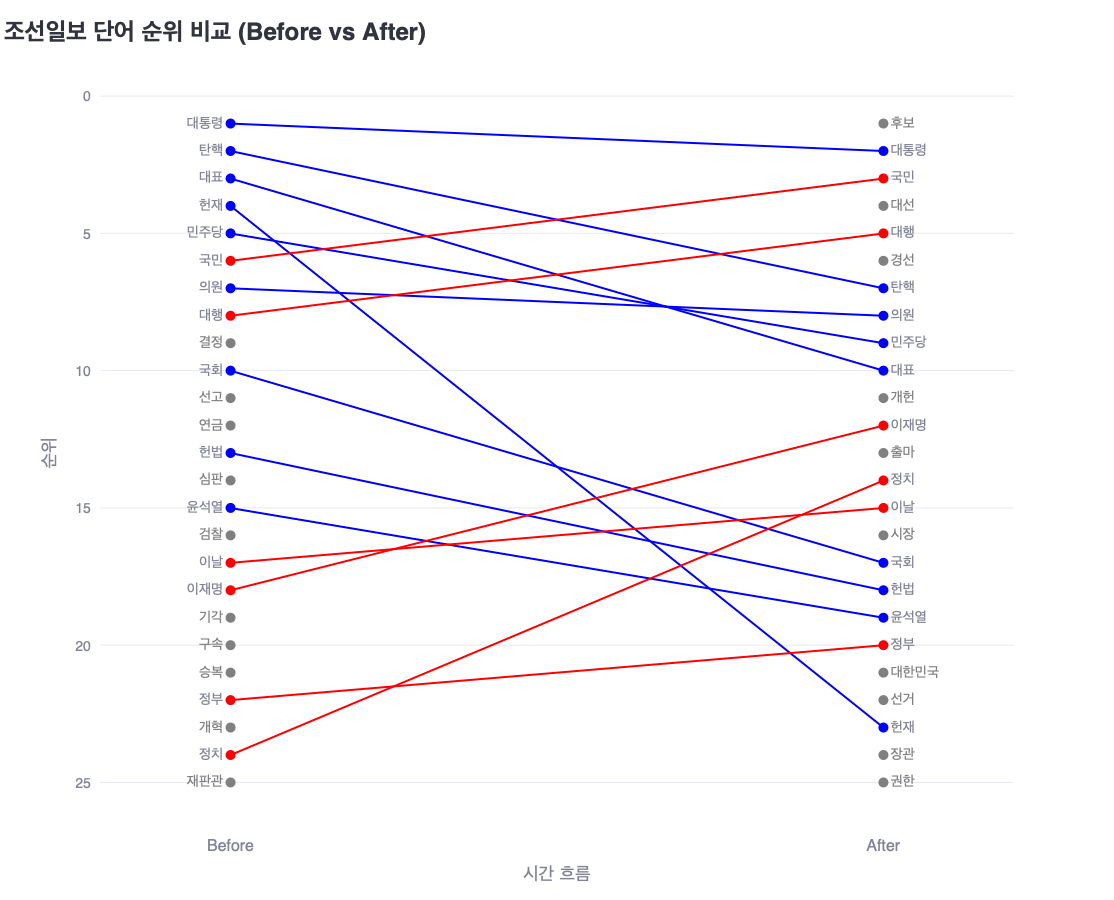 조선일보 단어 순위 비교 (Before vs After)
0
대통령 후보
탄핵 대통령
대표 국민
헌재 대선
5 민주당 대행
국민 경선
의원 탄핵
대행 의원
결정 민주당
10 국회 대표
선고 개헌
연금 이재명
헌법 출마
심판 정치
15 윤석열 이날
검찰 시장
이날 국회
이재명 헌법
기각 윤석열
20 구속 정부
승복 대한민국
정부 선거
개혁 헌재
정치 장관
25 재판관 권한
순위
Before After
시간 흐름